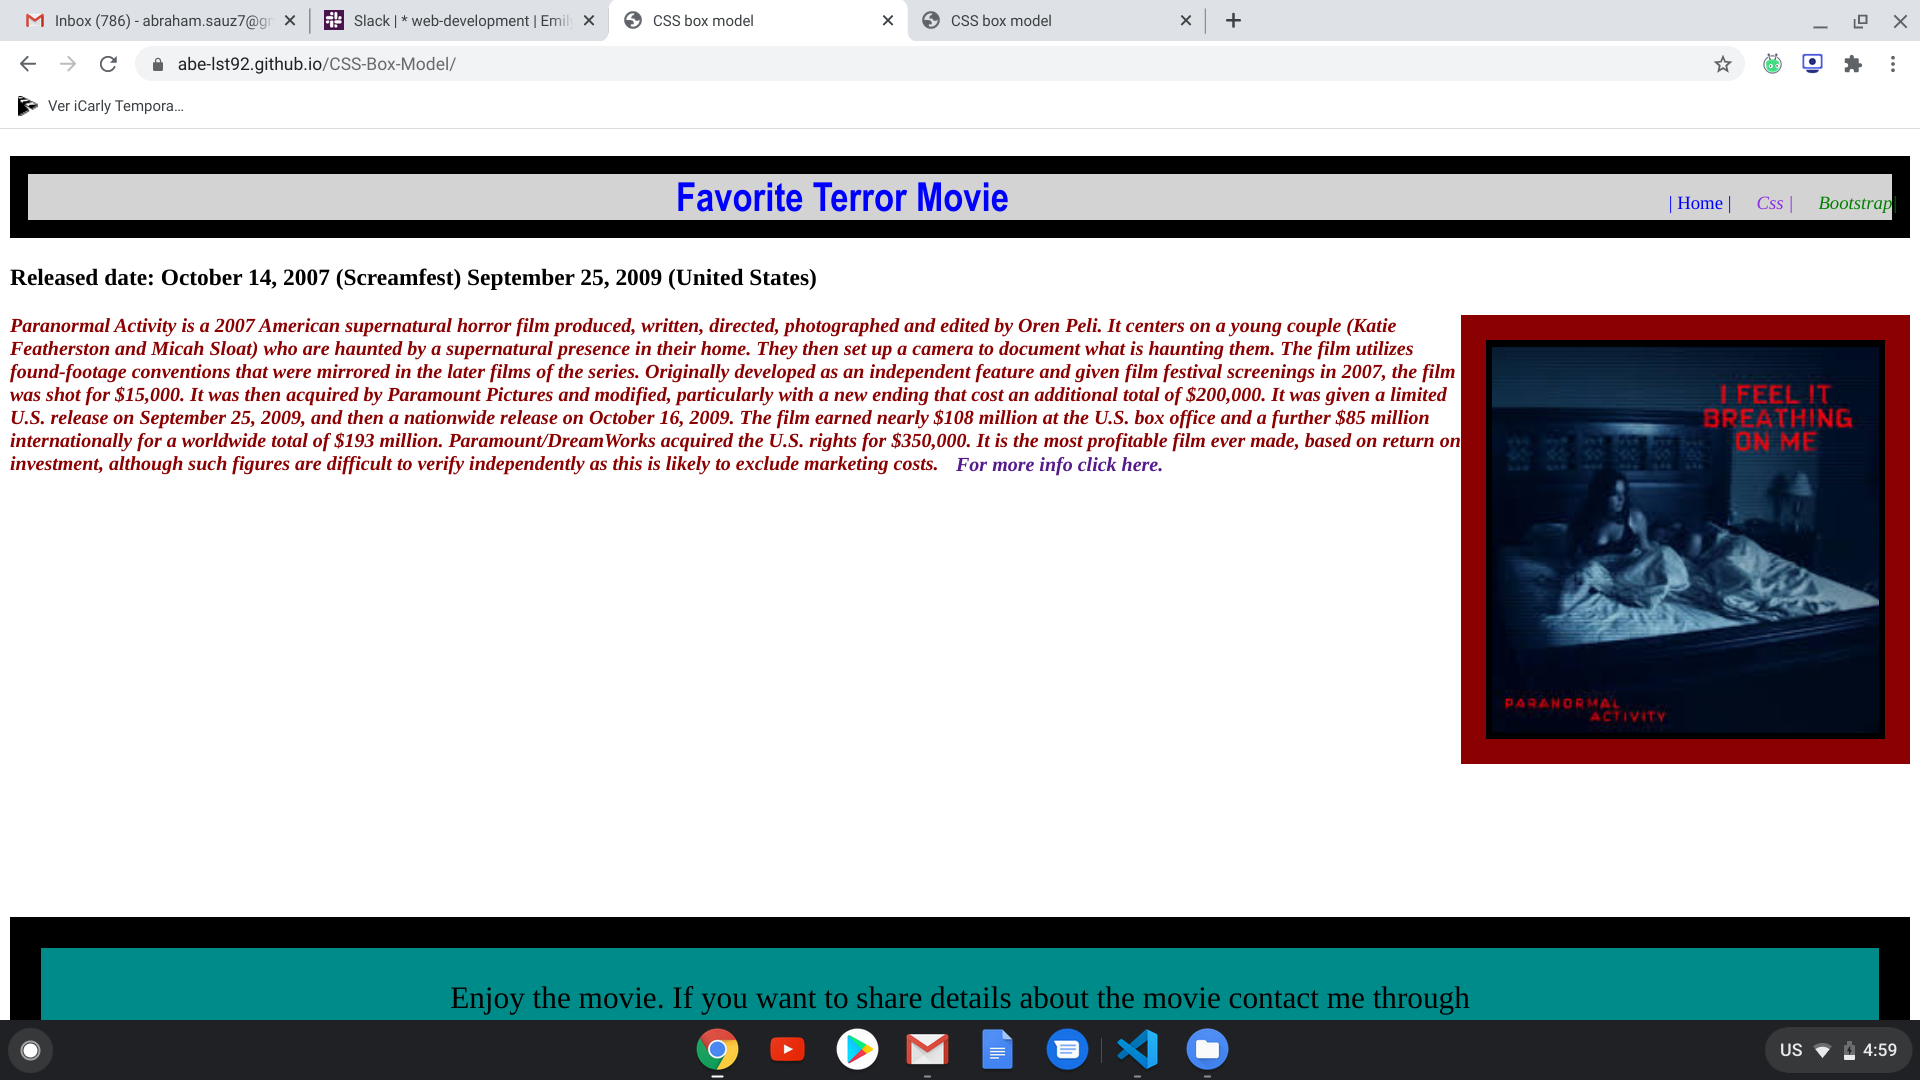 Inbox (786) - abraham.sauz7@gm
Slack | * web-development | Emily
CSS box model
CSS box model
abe-lst92.github.io/CSS-Box-Model/
Ver iCarly Tempora...
Favorite Terror Movie
| Home | Css | Bootstrap|
Released date: October 14, 2007 (Screamfest) September 25, 2009 (United States)
Paranormal Activity is a 2007 American supernatural horror film produced, written, directed, photographed and edited by Oren Peli. It centers on a young couple (Katie
Featherston and Micah Sloat) who are haunted by a supernatural presence in their home. They then set up a camera to document what is haunting them. The film utilizes
found-footage conventions that were mirrored in the later films of the series. Originally developed as an independent feature and given film festival screenings in 2007, the film
was shot for $15,000. It was then acquired by Paramount Pictures and modified, particularly with a new ending that cost an additional total of $200,000. It was given a limited
U.S. release on September 25, 2009, and then a nationwide release on October 16, 2009. The film earned nearly $108 million at the U.S. box office and a further $85 million
internationally for a worldwide total of $193 million. Paramount/DreamWorks acquired the U.S. rights for $350,000. It is the most profitable film ever made, based on return on
investment, although such figures are difficult to verify independently as this is likely to exclude marketing costs. For more info click here.
I FEEL IT
BREATHING
ON ME
PARANORMAL
ACTIVITY
Enjoy the movie. If you want to share details about the movie contact me through
US 4:59